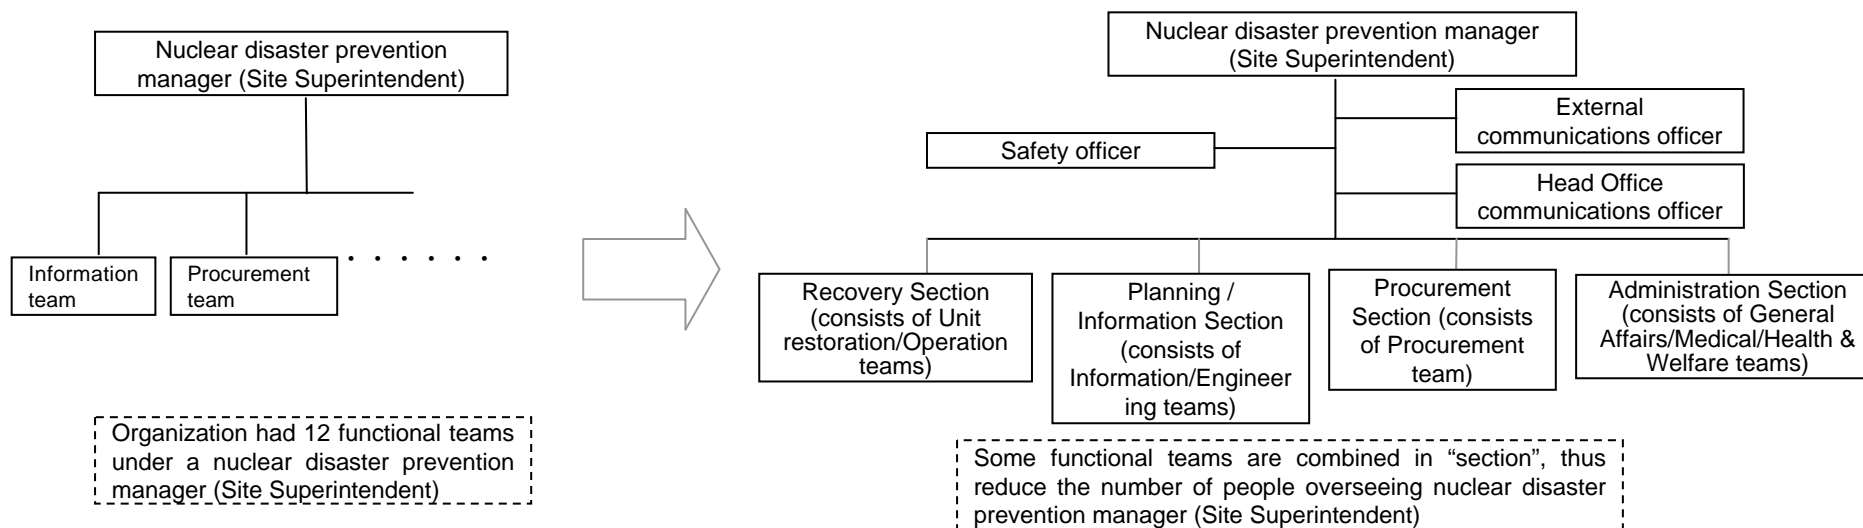 Nuclear disaster prevention
manager (Site Superintendent)
Information
team
Procurement
team
. . . . . .
Organization had 12 functional teams
under a nuclear disaster prevention
manager (Site Superintendent)
Nuclear disaster prevention manager
(Site Superintendent)
External
communications officer
Safety officer
Head Office
communications officer
Recovery Section
(consists of Unit
restoration/Operation
teams)
Planning /
Information Section
(consists of
Information/Engineer
ing teams)
Procurement
Section (consists
of Procurement
team)
Administration Section
(consists of General
Affairs/Medical/Health &
Welfare teams)
Some functional teams are combined in “section”, thus
reduce the number of people overseeing nuclear disaster
prevention manager (Site Superintendent)